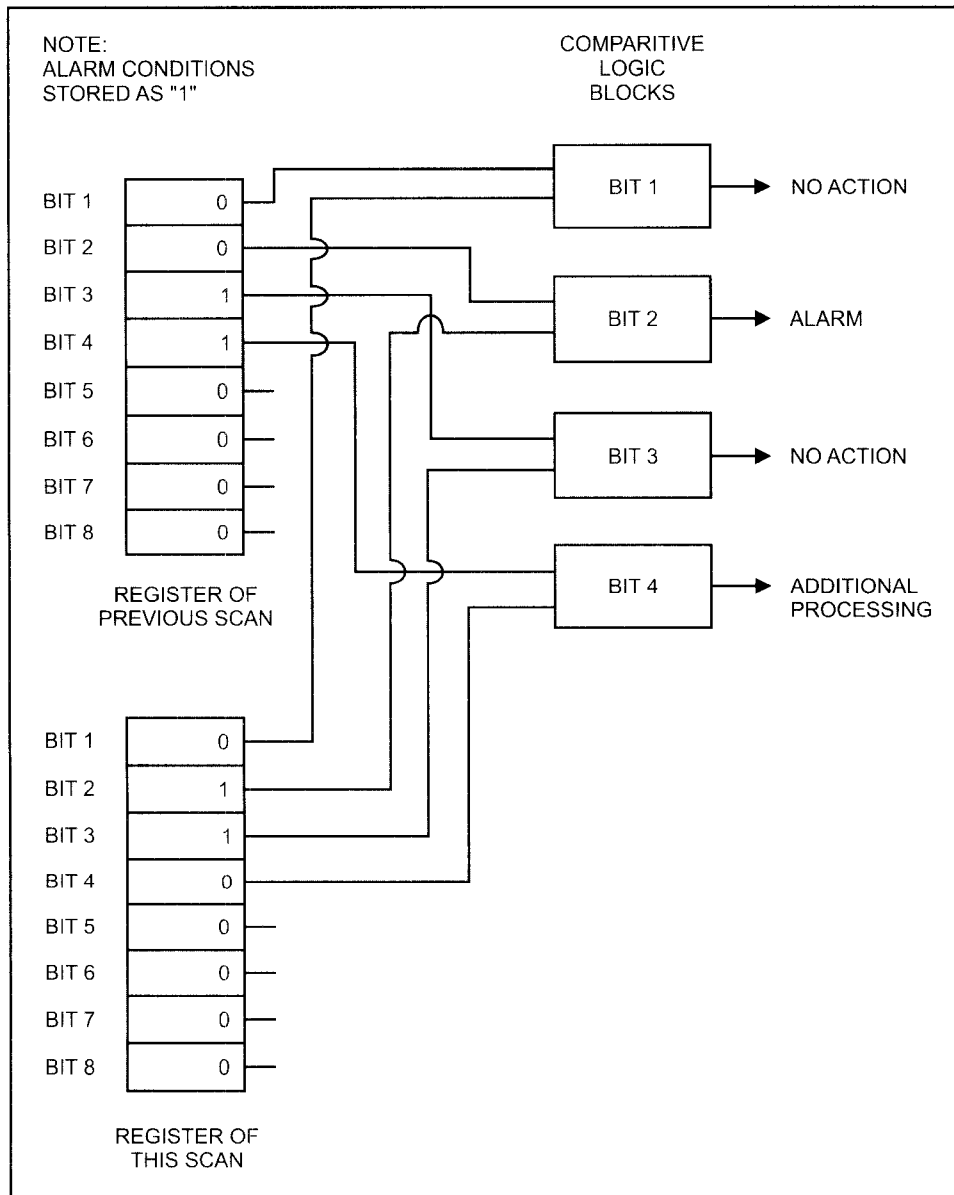 NOTE:
ALARM CONDITIONS
STORED AS "1"
COMPARITIVE
LOGIC
BLOCKS
BIT 1 0
BIT 2 0
BIT 3 1
BIT 4 1
BIT 5 0
BIT 6 0
BIT 7 0
BIT 8 0
REGISTER OF
PREVIOUS SCAN
BIT 1
NO ACTION
BIT 2
ALARM
BIT 3
NO ACTION
BIT 4
ADDITIONAL
PROCESSING
BIT 1 0
BIT 2 1
BIT 3 1
BIT 4 0
BIT 5 0
BIT 6 0
BIT 7 0
BIT 8 0
REGISTER OF
THIS SCAN